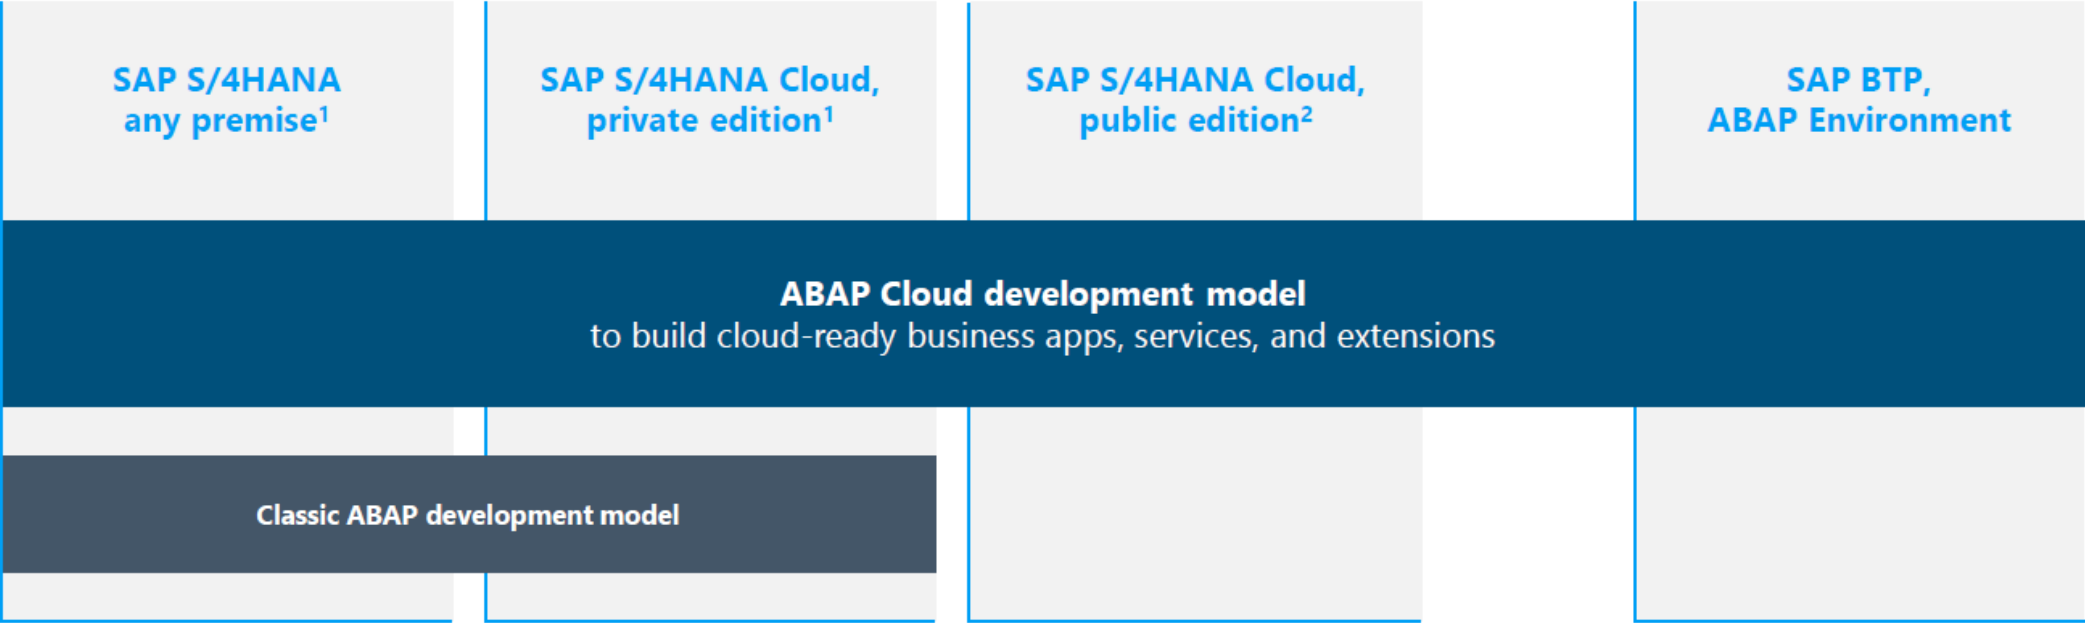 SAP S/4HANA
any premise¹
SAP S/4HANA Cloud,
private edition¹
SAP S/4HANA Cloud,
public edition²
SAP BTP,
ABAP Environment
ABAP Cloud development model
to build cloud-ready business apps, services, and extensions
Classic ABAP development model